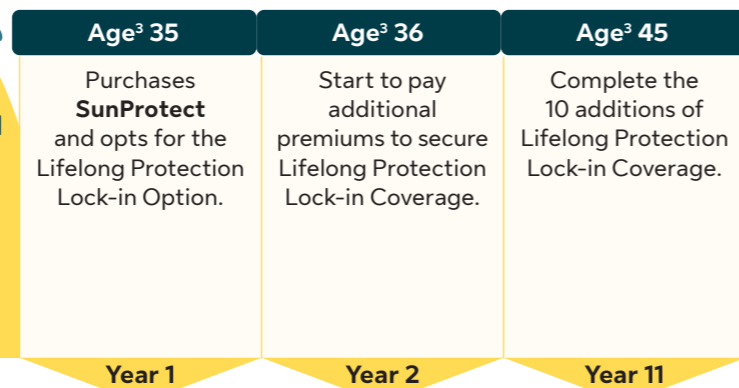 Age³ 35
Purchases
SunProtect
and opts for the
Lifelong Protection
Lock-in Option.
Year 1
Age³ 36
Start to pay
additional
premiums to secure
Lifelong Protection
Lock-in Coverage.
Year 2
Age³ 45
Complete the
10 additions of
Lifelong Protection
Lock-in Coverage.
Year 11